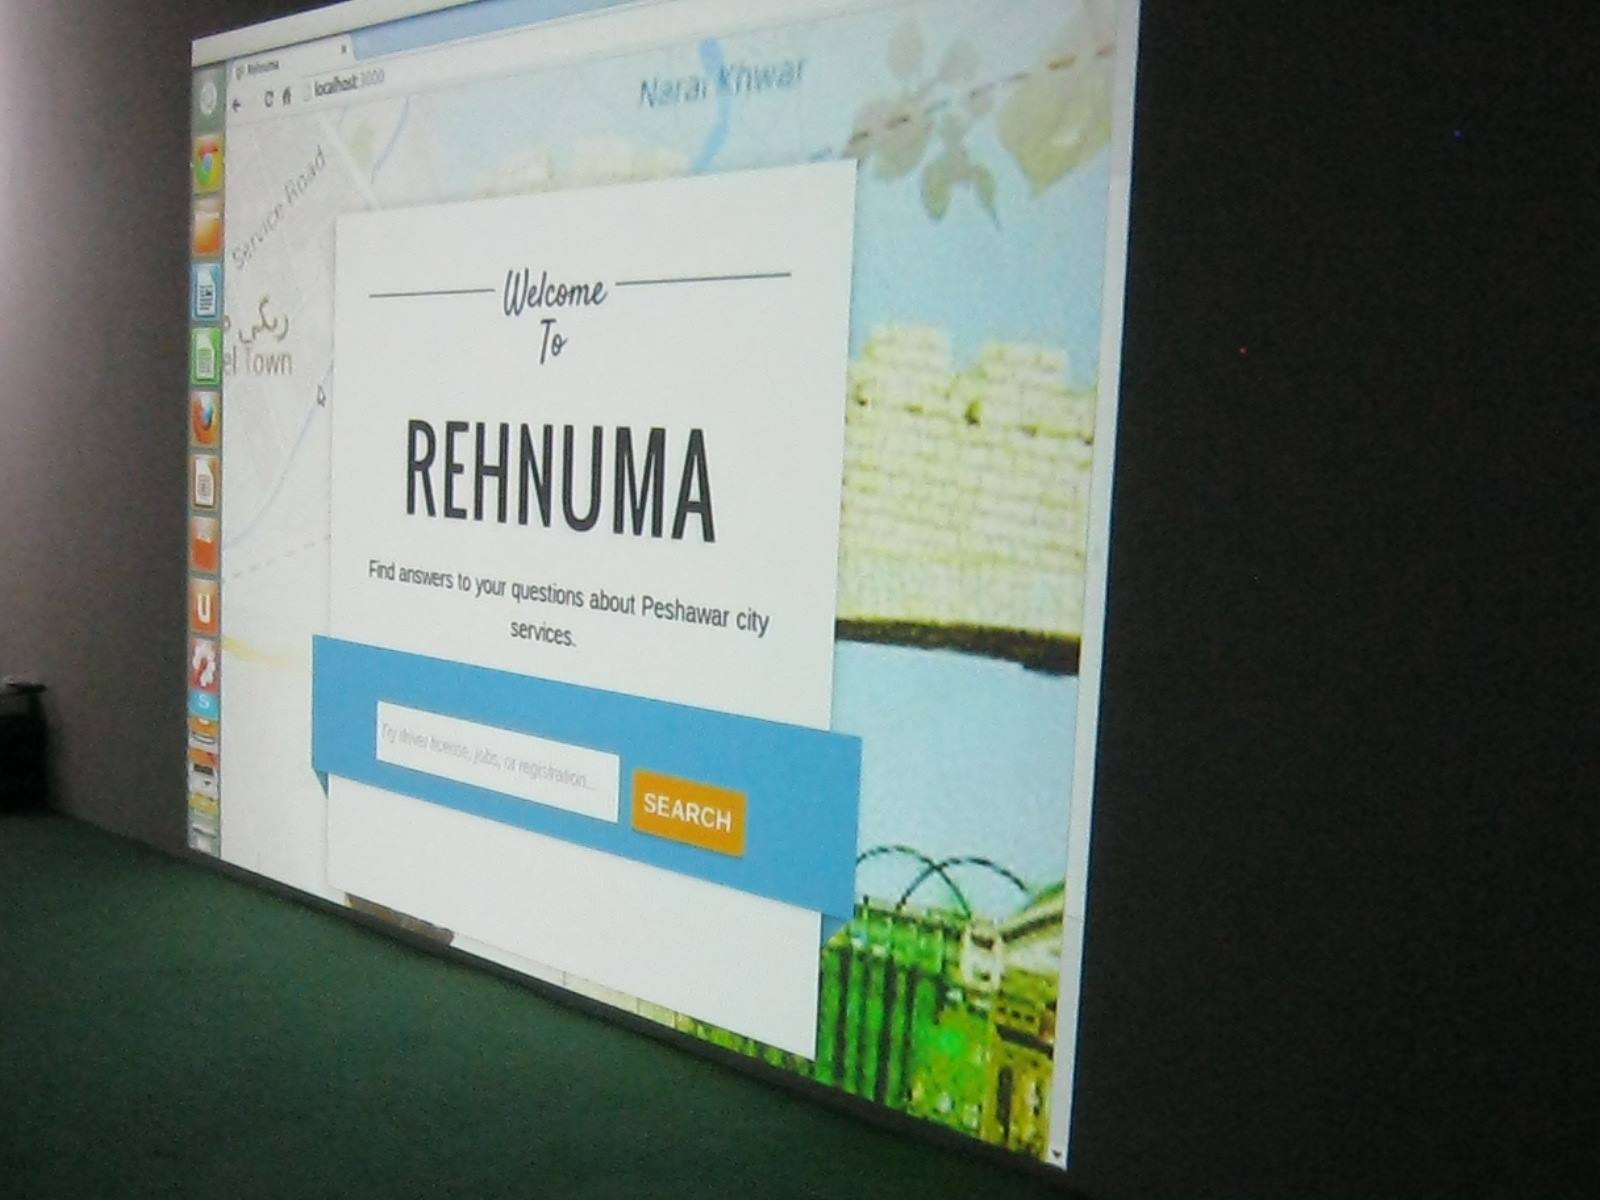 Rehnuma
localhost:3000
Narai Khwar
Service Road
ریگی
el Town
Welcome
To
REHNUMA
Find answers to your questions about Peshawar city
services.
Try driver license, jobs, or registration...
SEARCH